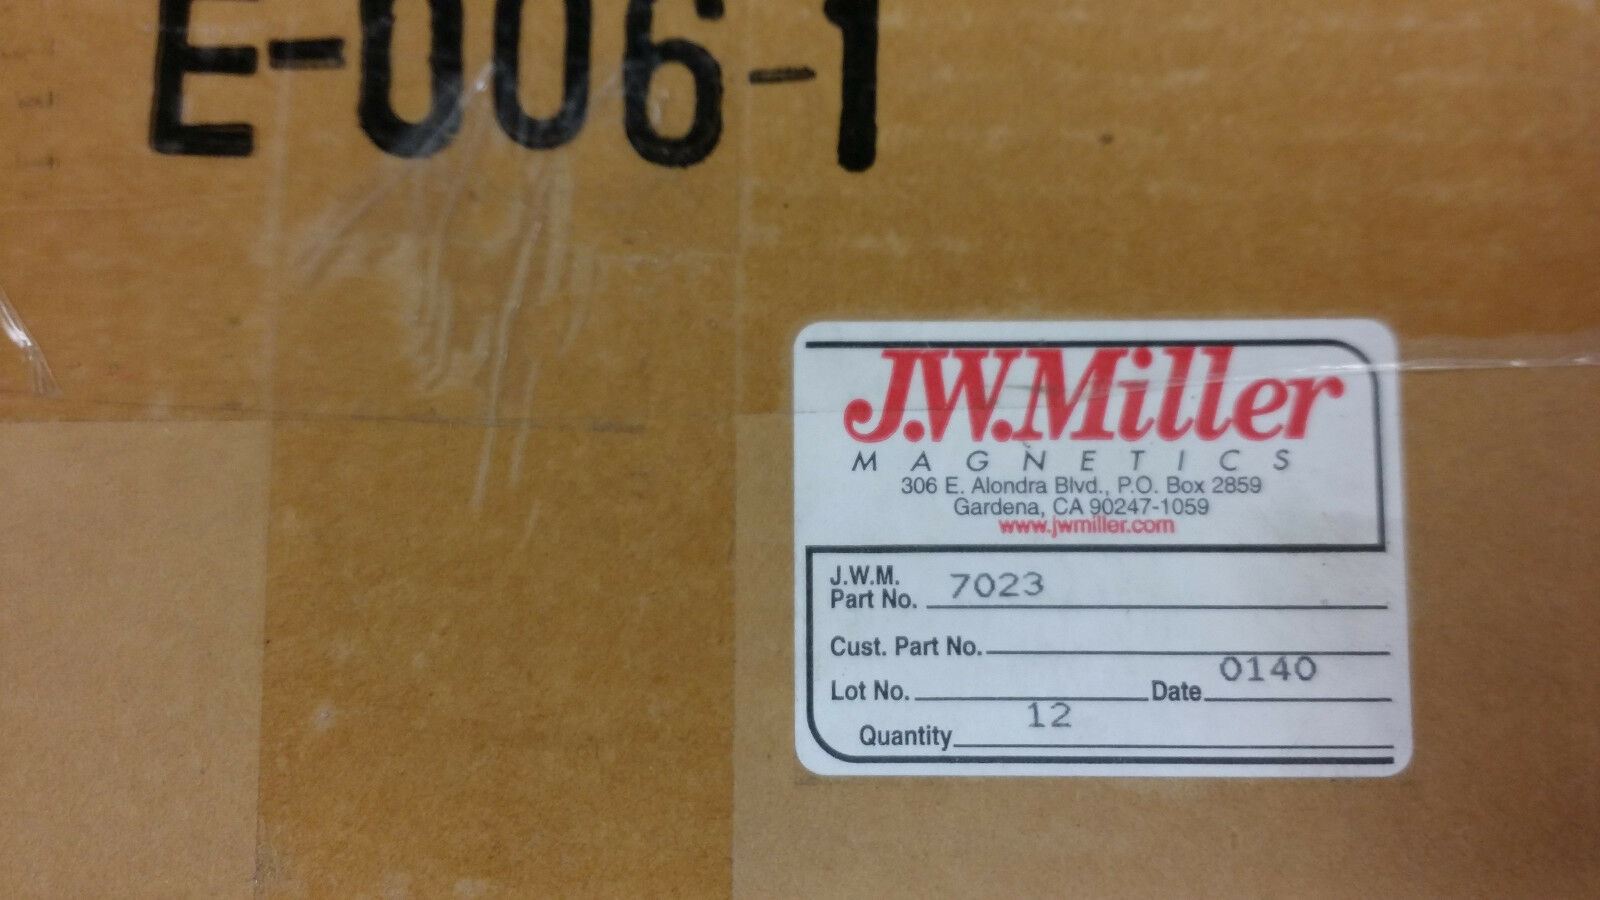 E-006-1
J.W.Miller
MAGNETICS
306 E. Alondra Blvd., P.O. Box 2859
Gardena, CA 90247-1059
www.jwmiller.com
J.W.M.
Part No. 7023
Cust. Part No.
Lot No. Date 0140
Quantity 12